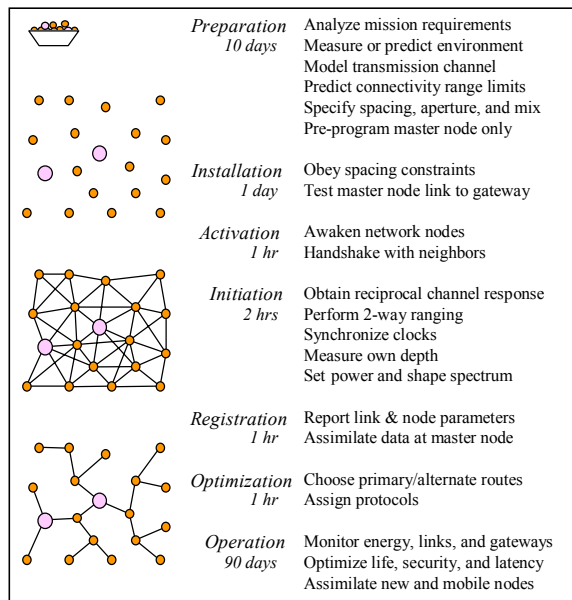 Preparation Analyze mission requirements
10 days Measure or predict environment
Model transmission channel
Predict connectivity range limits
Specify spacing, aperture, and mix
Pre-program master node only
Installation Obey spacing constraints
1 day Test master node link to gateway
Activation Awaken network nodes
1 hr Handshake with neighbors
Initiation Obtain reciprocal channel response
2 hrs Perform 2-way ranging
Synchronize clocks
Measure own depth
Set power and shape spectrum
Registration Report link & node parameters
1 hr Assimilate data at master node
Optimization Choose primary/alternate routes
1 hr Assign protocols
Operation Monitor energy, links, and gateways
90 days Optimize life, security, and latency
Assimilate new and mobile nodes